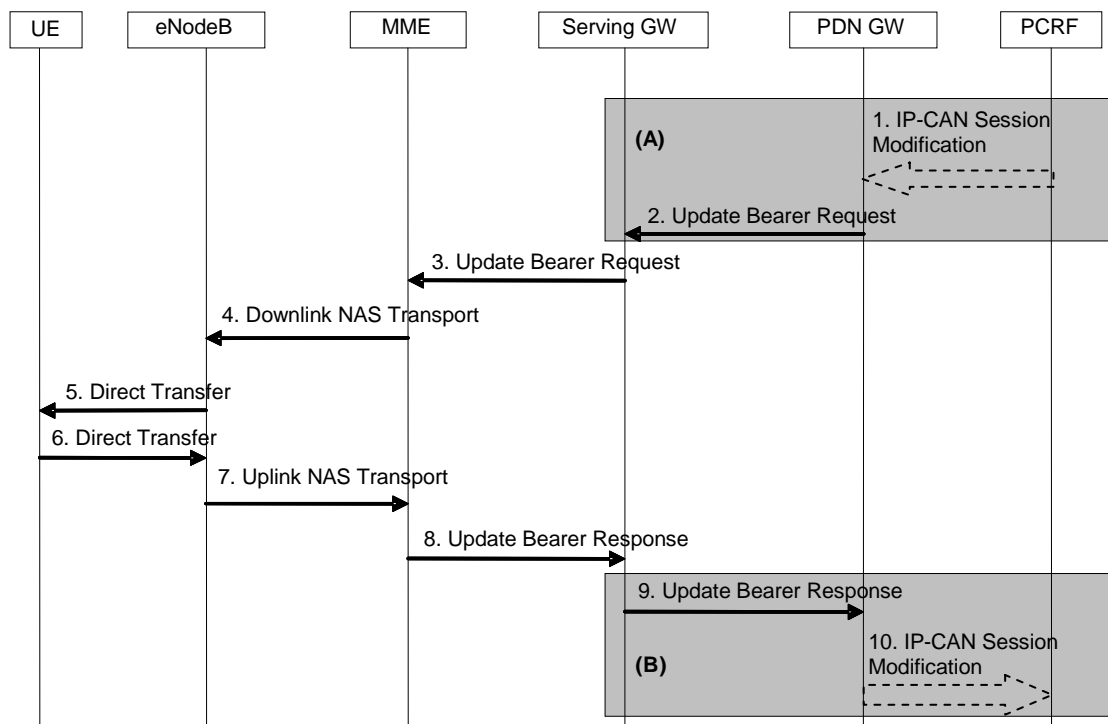 UE
eNodeB
MME
Serving GW
PDN GW
PCRF
(A)
1. IP-CAN Session
Modification
2. Update Bearer Request
3. Update Bearer Request
4. Downlink NAS Transport
5. Direct Transfer
6. Direct Transfer
7. Uplink NAS Transport
8. Update Bearer Response
9. Update Bearer Response
(B)
10. IP-CAN Session
Modification